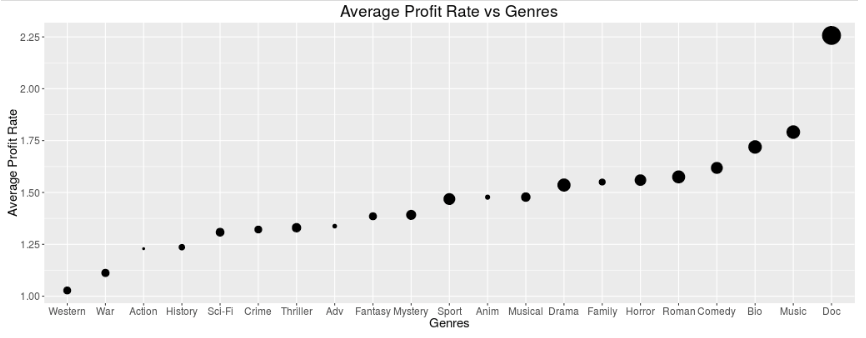 Average Profit Rate vs Genres
Average Profit Rate
2.25
2.00
1.75
1.50
1.25
1.00
Western War Action History Sci-Fi Crime Thriller Adv Fantasy Mystery Sport Anim Musical Drama Family Horror Roman Comedy Bio Music Doc
Genres